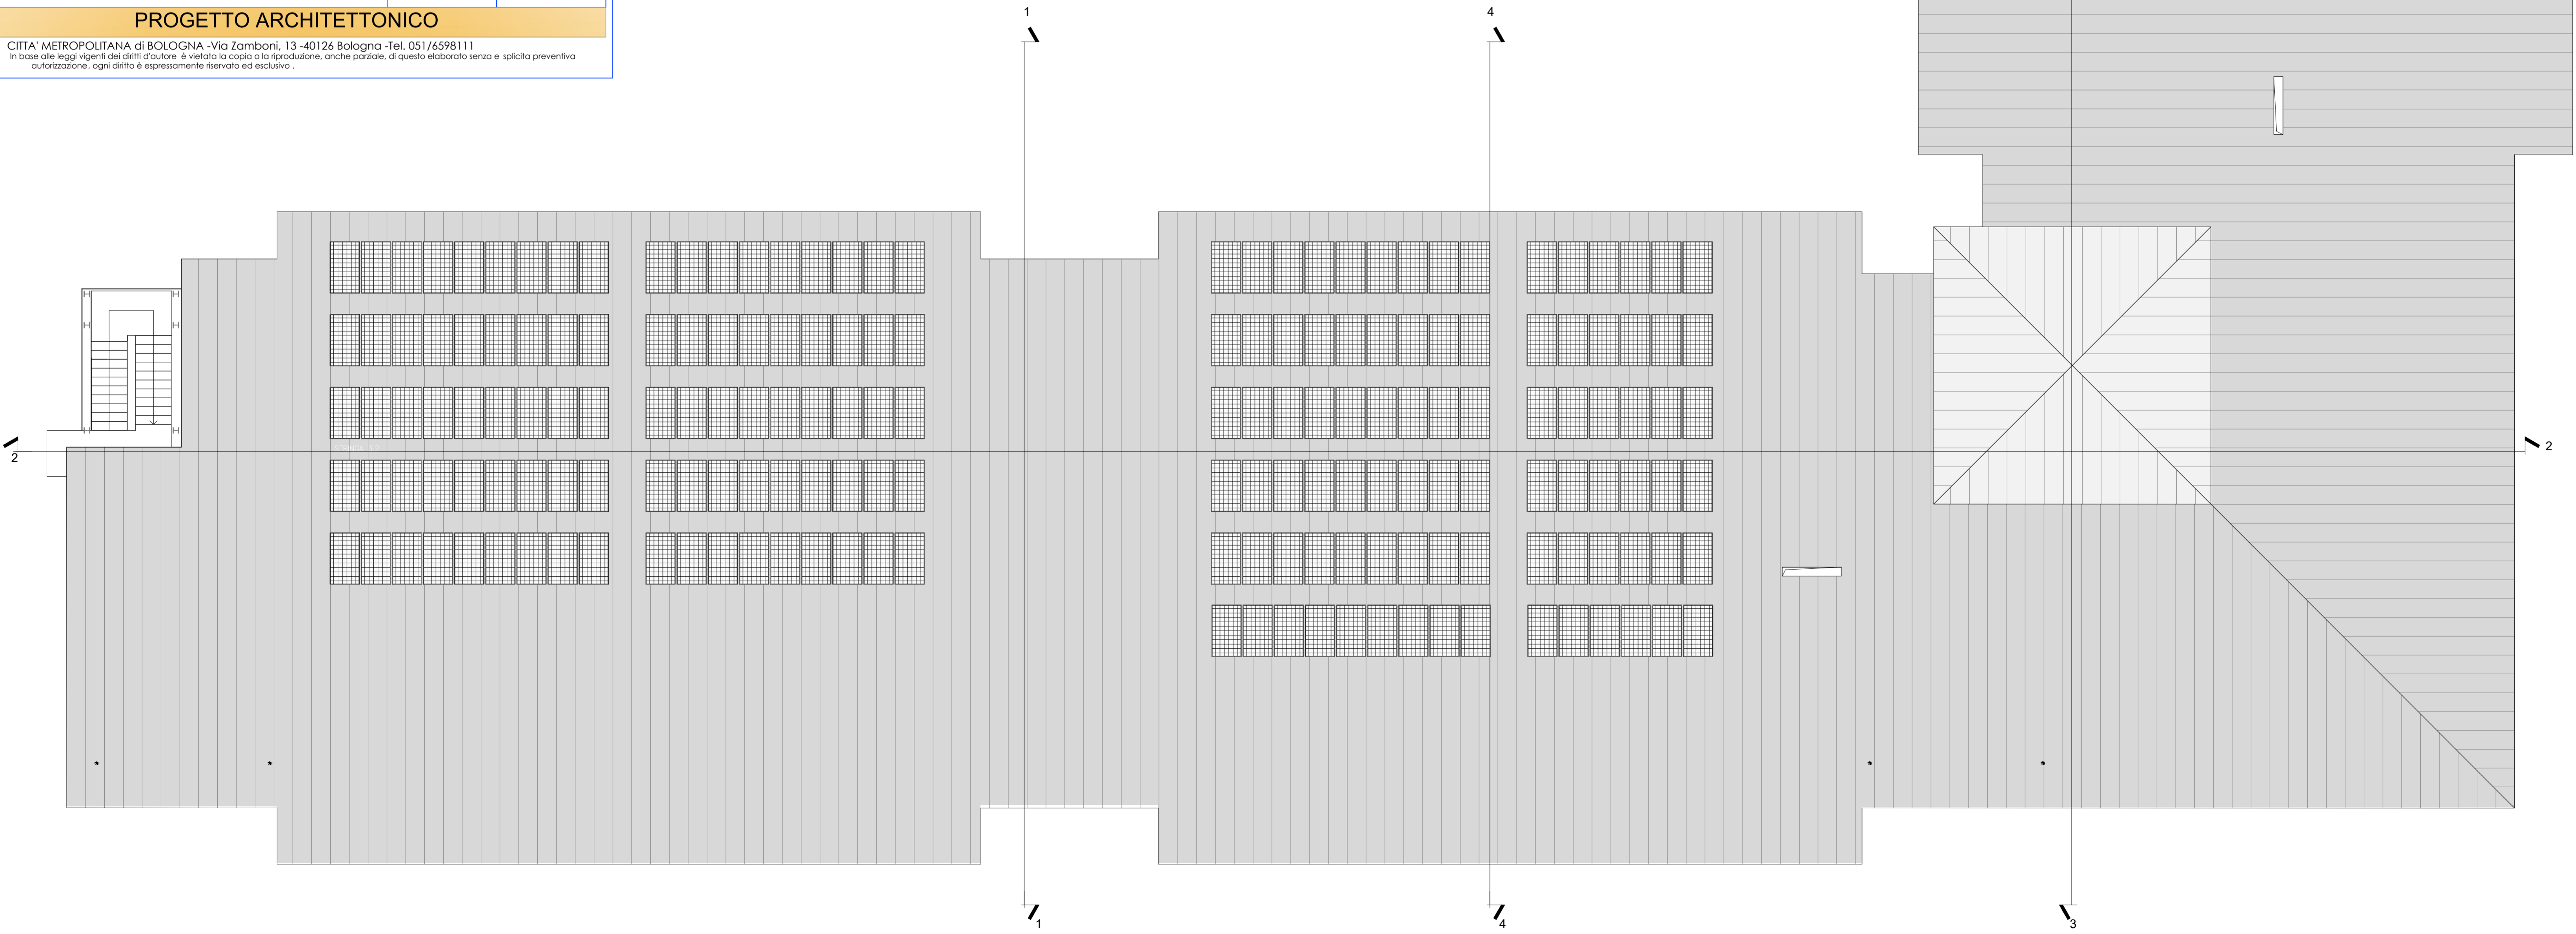 PROGETTO ARCHITETTONICO
CITTA' METROPOLITANA di BOLOGNA -Via Zamboni, 13 -40126 Bologna -Tel. 051/6598111
In base alle leggi vigenti dei diritti d'autore è vietata la copia o la riproduzione, anche parziale, di questo elaborato senza e splicita preventiva
autorizzazione, ogni diritto è espressamente riservato ed esclusivo .
1
4
2
2
1
4
3